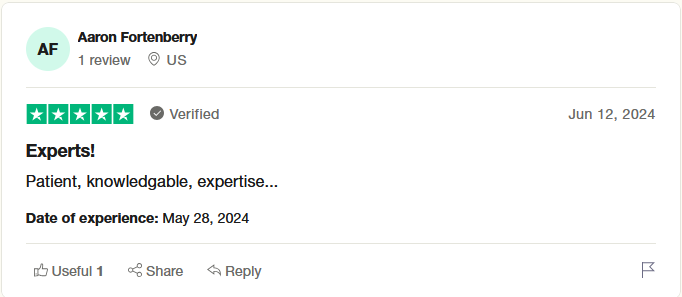 AF
Aaron Fortenberry
1 review US
Verified Jun 12, 2024
Experts!
Patient, knowledgable, expertise...
Date of experience: May 28, 2024
Useful 1 Share Reply